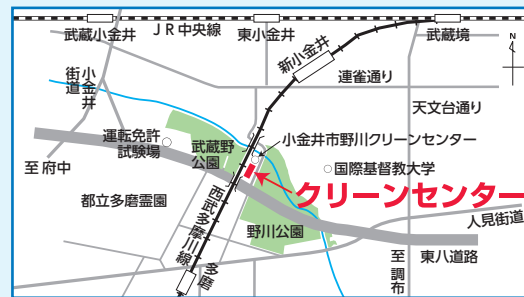 JR中央線
武蔵小金井
東小金井
武蔵境
新小金井
N
連雀通り
小金井
街道
天文台通り
運転免許
試験場
武蔵野
公園
小金井市野川クリーンセンター
国際基督教大学
至府中
クリーンセンター
都立多磨霊園
西武多摩川線
人見街道
野川公園
多磨
至調布
東八道路